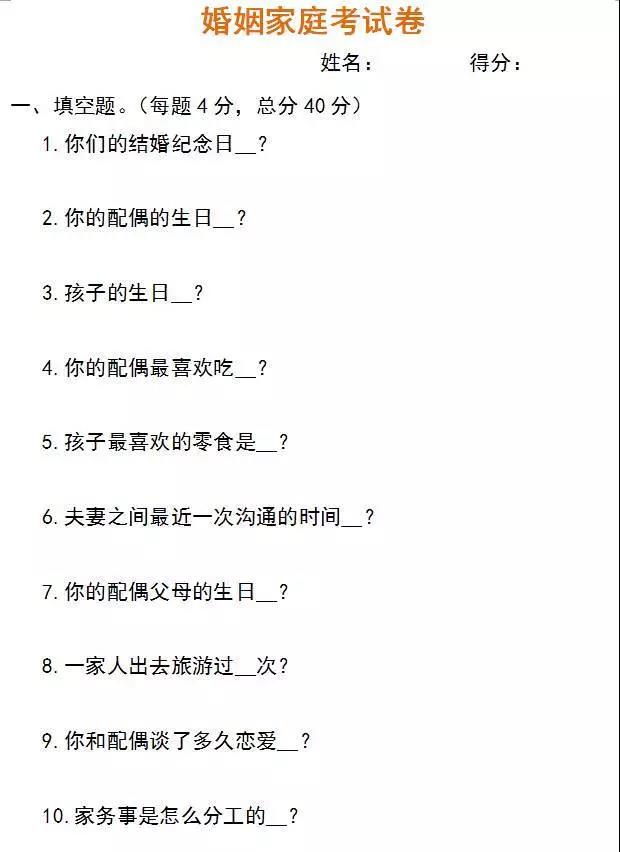 婚姻家庭考试卷
姓名： 得分：
一、填空题。（每题 4 分，总分 40 分）
1.你们的结婚纪念日__？
2.你的配偶的生日__？
3.孩子的生日__？
4.你的配偶最喜欢吃__？
5.孩子最喜欢的零食是__？
6.夫妻之间最近一次沟通的时间__？
7.你的配偶父母的生日__？
8.一家人出去旅游过__次？
9.你和配偶谈了多久恋爱__？
10.家务事是怎么分工的__？